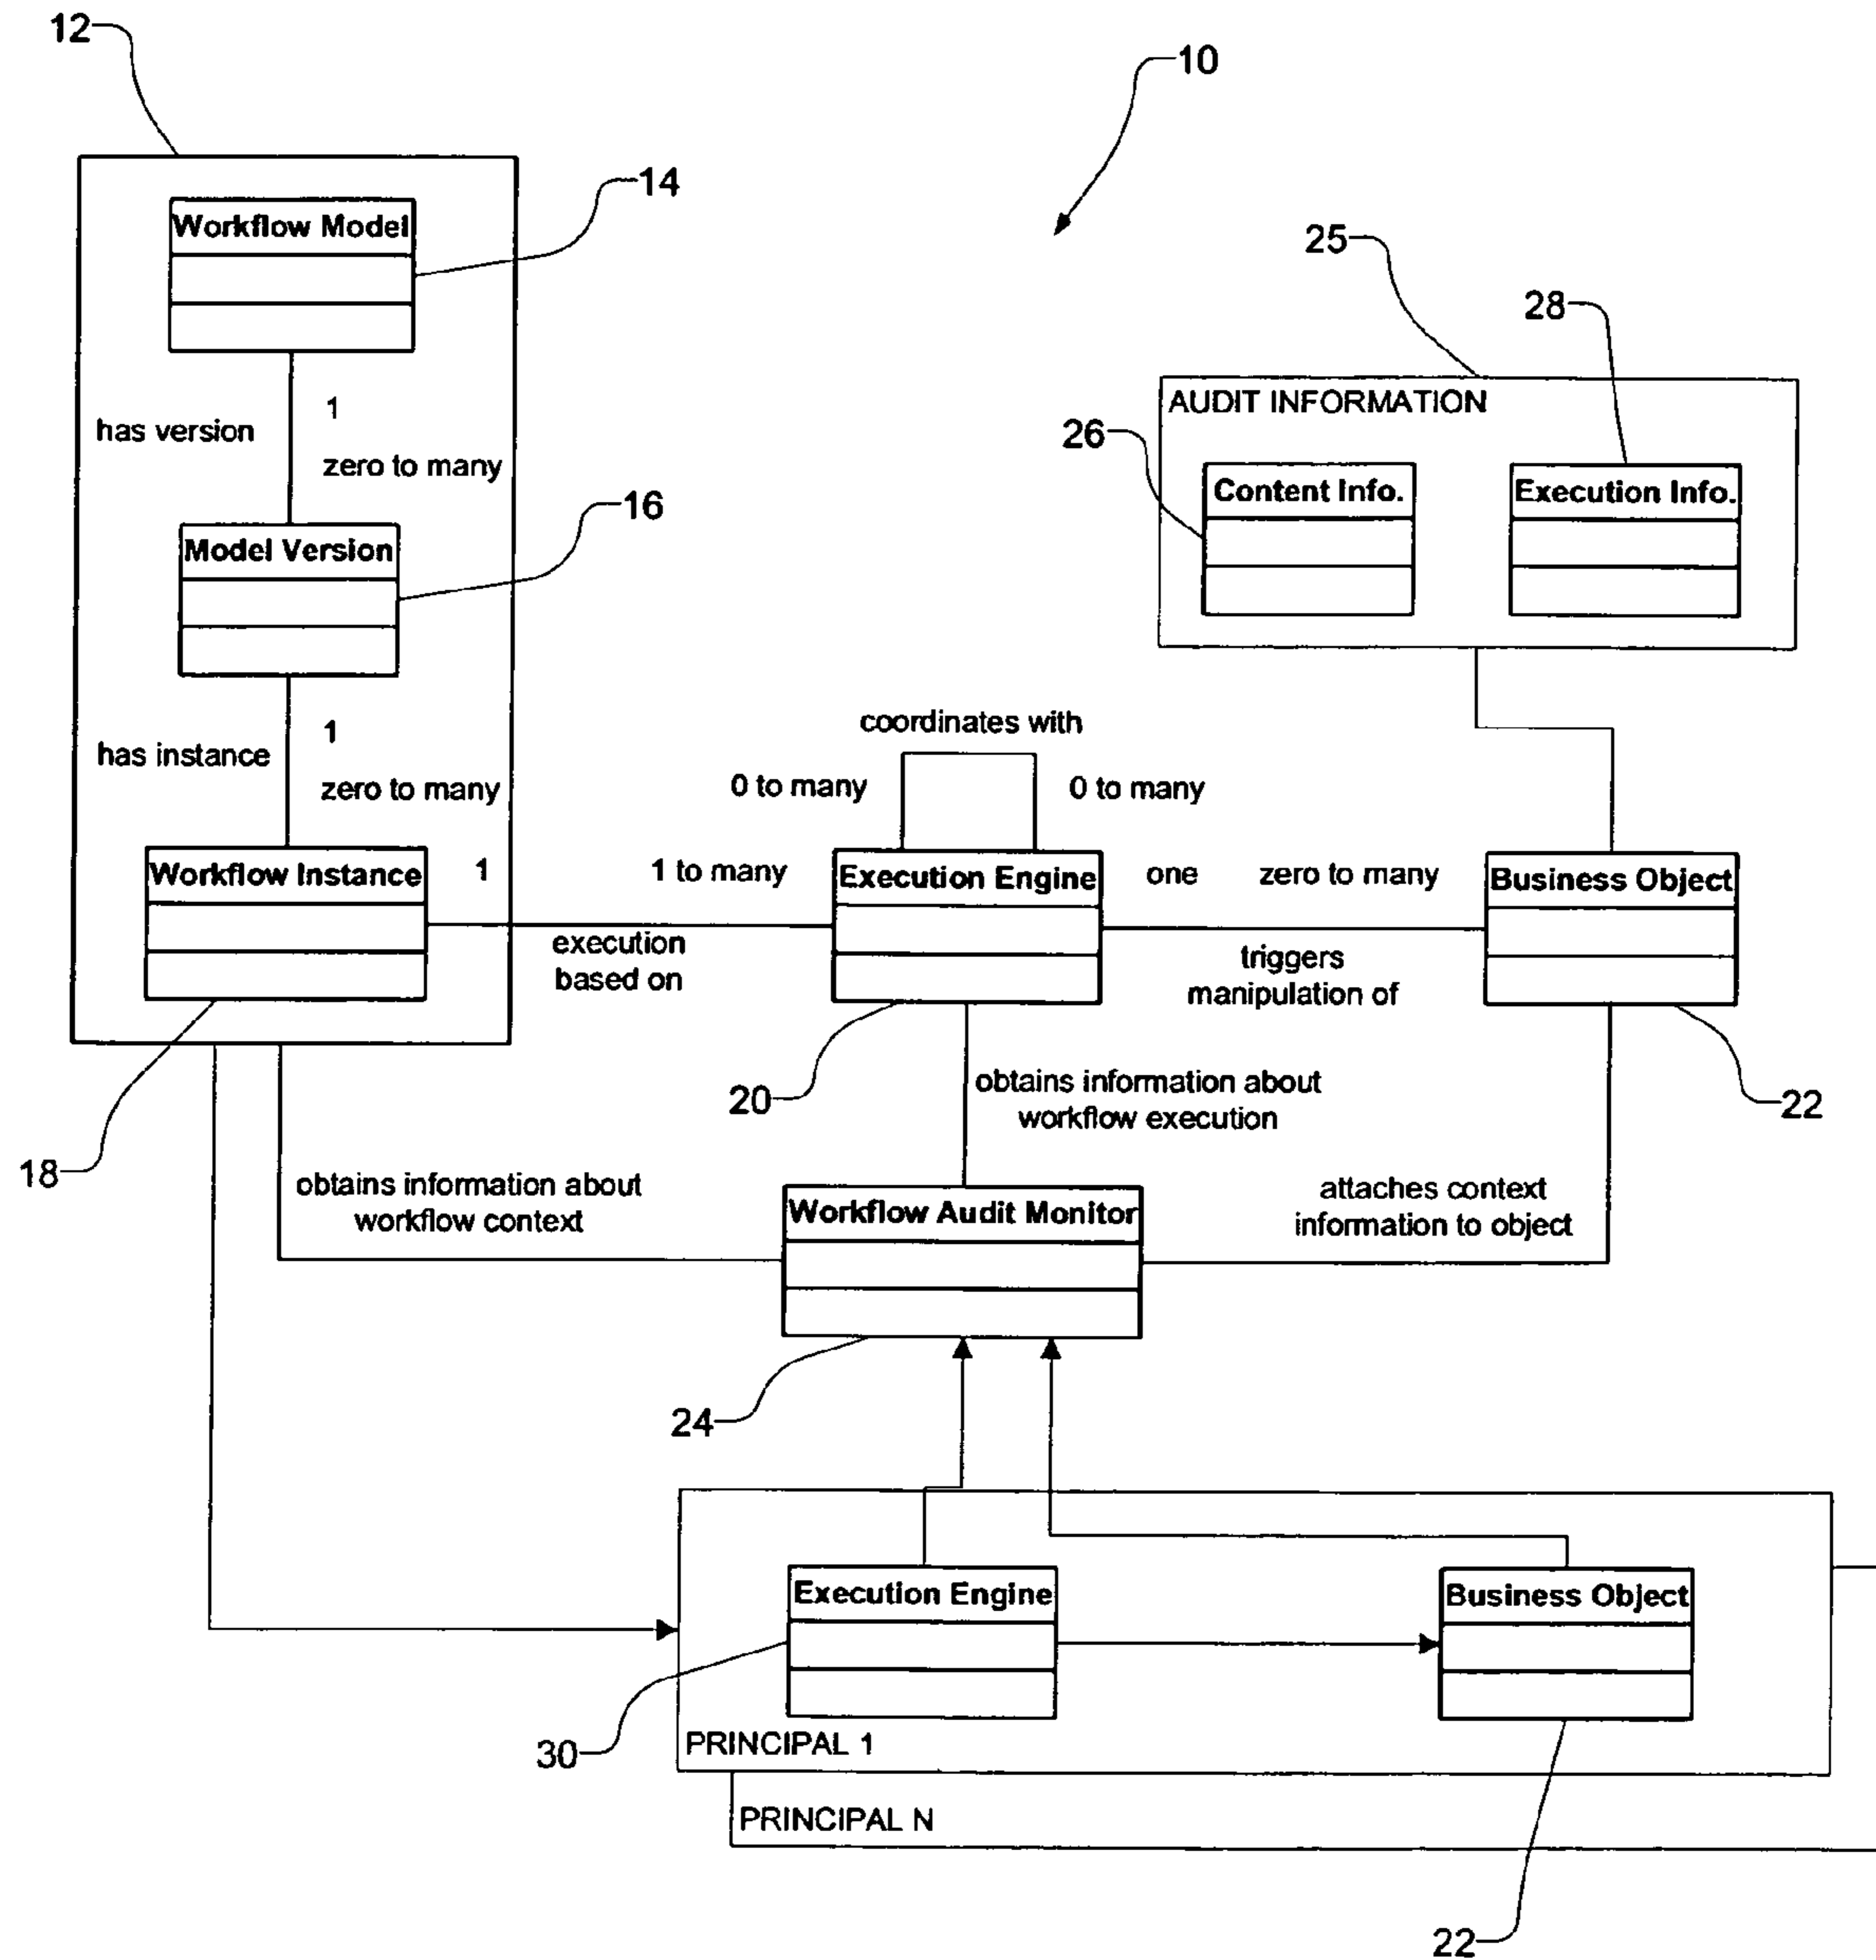 12
10
14
Workflow Model
25
28
1
has version
zero to many
AUDIT INFORMATION
26
Content Info.
Execution Info.
16
Model Version
1
has instance
zero to many
coordinates with
0 to many
0 to many
Workflow Instance
1
1 to many
Execution Engine
one
zero to many
Business Object
execution
based on
triggers
manipulation of
20
obtains information about
workflow execution
22
18
obtains information about
workflow context
Workflow Audit Monitor
attaches context
information to object
24
Execution Engine
Business Object
30
PRINCIPAL 1
PRINCIPAL N
22